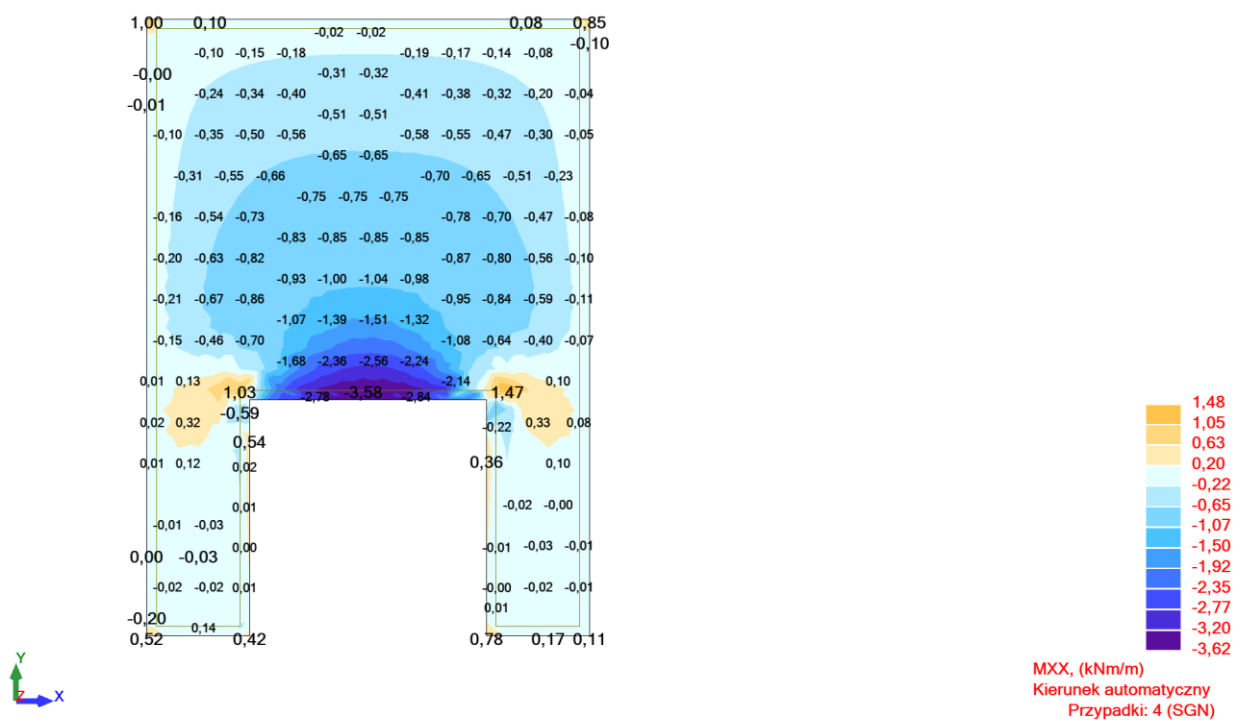 1,00 0,10 0,08 0,85
-0,02 -0,02
-0,10
-0,10 -0,15 -0,18 -0,19 -0,17 -0,14 -0,08
-0,00 -0,31 -0,32
-0,24 -0,34 -0,40 -0,41 -0,38 -0,32 -0,20 -0,04
-0,01
-0,51 -0,51
-0,10 -0,35 -0,50 -0,56 -0,58 -0,55 -0,47 -0,30 -0,05
-0,65 -0,65
-0,31 -0,55 -0,66 -0,70 -0,65 -0,51 -0,23
-0,75 -0,75 -0,75
-0,16 -0,54 -0,73 -0,78 -0,70 -0,47 -0,08
-0,83 -0,85 -0,85 -0,85
-0,20 -0,63 -0,82 -0,87 -0,80 -0,56 -0,10
-0,93 -1,00 -1,04 -0,98
-0,21 -0,67 -0,86 -0,95 -0,84 -0,59 -0,11
-1,07 -1,39 -1,51 -1,32
-0,15 -0,46 -0,70 -1,08 -0,64 -0,40 -0,07
-1,68 -2,36 -2,56 -2,24
0,01 0,13 -2,14 0,10
1,03 -2,78 -3,58 -2,84 1,47
-0,59
0,02 0,32 -0,22 0,33 0,08
0,54
0,01 0,12 0,02 0,36 0,10
0,01 -0,02 -0,00
-0,01 -0,03
0,00 -0,01 -0,03 -0,01
0,00 -0,03
-0,02 -0,02 0,01 -0,00 -0,02 -0,01
0,01
-0,20
0,14
0,52 0,42 0,78 0,17 0,11
1,48
1,05
0,63
0,20
-0,22
-0,65
-1,07
-1,50
-1,92
-2,35
-2,77
-3,20
-3,62
MXX, (kNm/m)
Kierunek automatyczny
Przypadki: 4 (SGN)
Y
Z
X